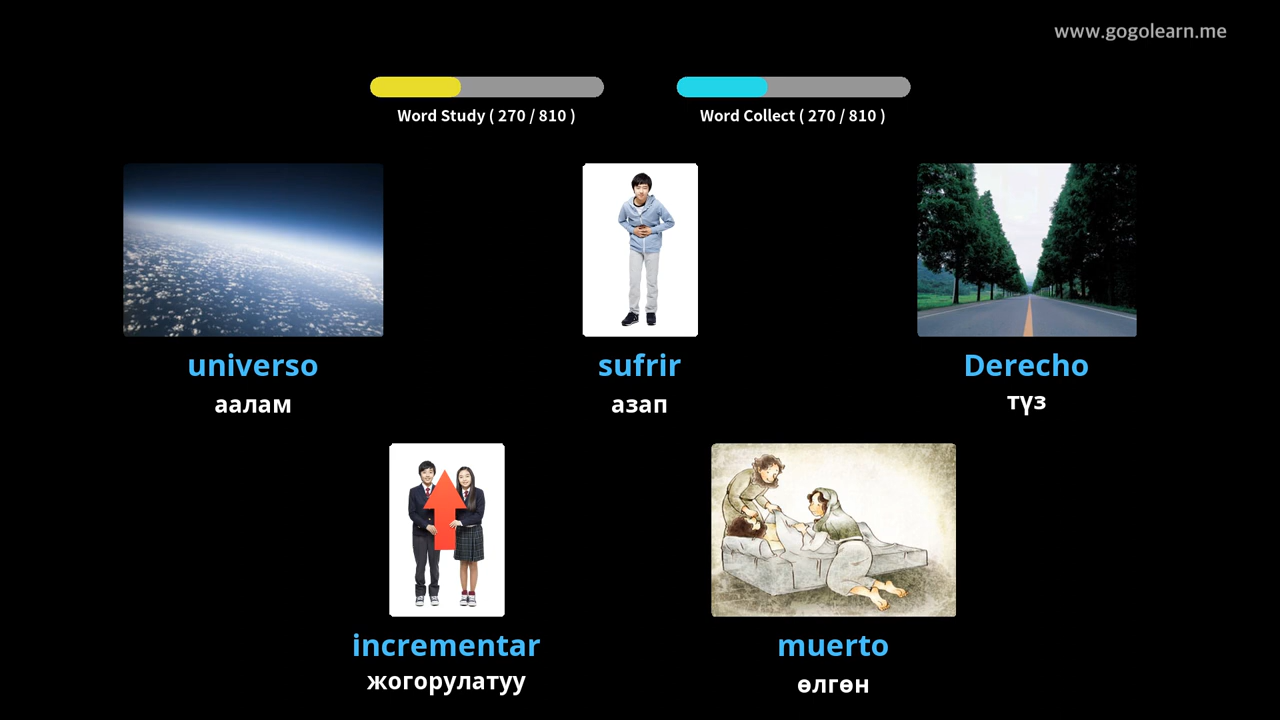 www.gogolearn.me
Word Study ( 270 / 810 )
Word Collect ( 270 / 810 )
universo
аалам
sufrir
азап
Derecho
түз
incrementar
жогорулатуу
muerto
өлгөн